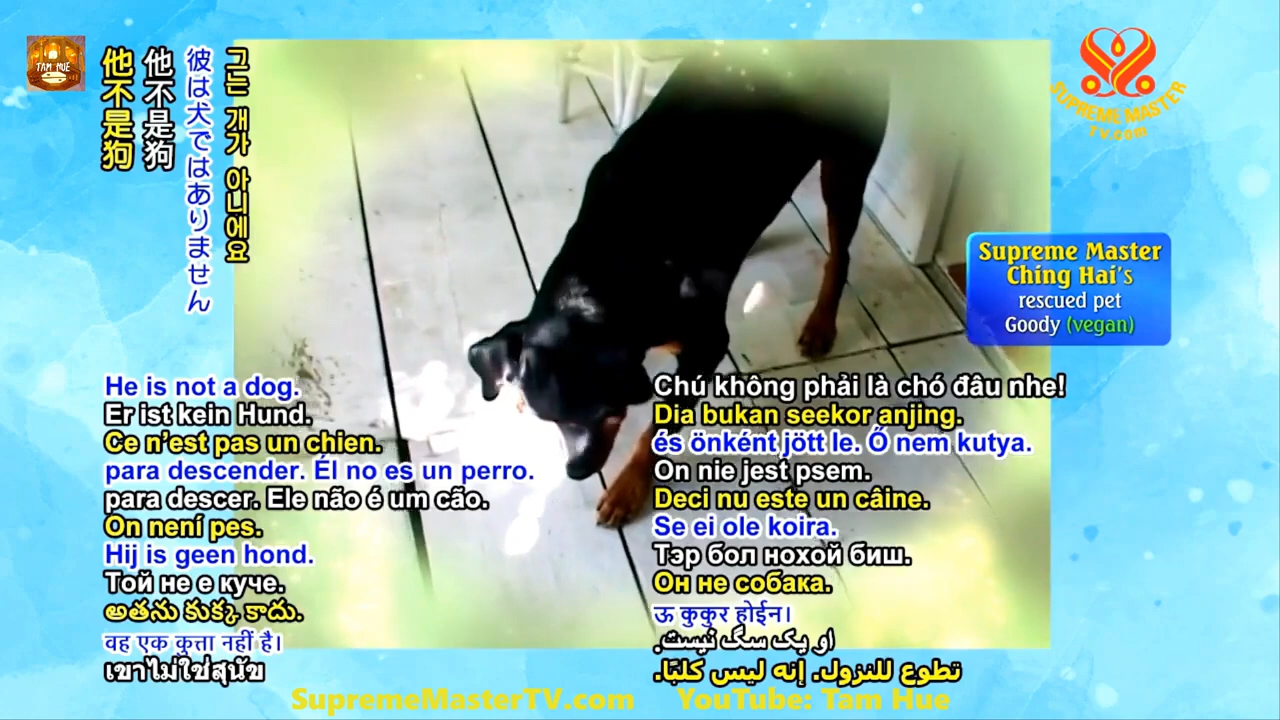 TAM HUE
他不是狗
他不是狗
彼は犬ではありません
그는 개가 아니에요
SUPREME MASTER
TV.com
Supreme Master
Ching Hai's
rescued pet
Goody (vegan)
He is not a dog.
Er ist kein Hund.
Ce n'est pas un chien.
para descender. Él no es un perro.
para descer. Ele não é um cão.
On není pes.
Hij is geen hond.
Той не е куче.
అతను కుక్క కాదు.
वह एक कुत्ता नहीं है।
เขาไม่ใช่สุนัข
Chú không phải là chó đâu nhe!
Dia bukan seekor anjing.
és önként jött le. Ő nem kutya.
On nie jest psem.
Deci nu este un câine.
Se ei ole koira.
Тэр бол нохой биш.
Он не собака.
ऊ कुकुर होईन।
او یک سگ نیست.
تطوع للنزول. إنه ليس كلبًا.
SupremeMasterTV.com
YouTube: Tam Hue